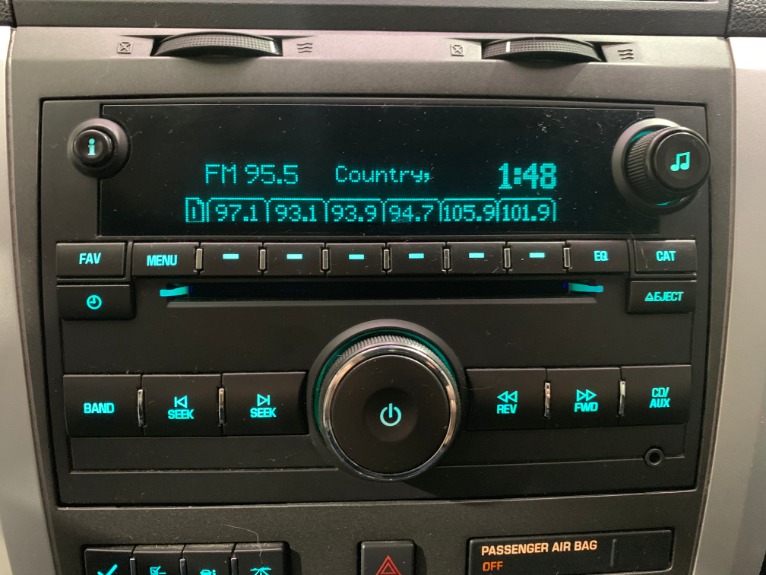 i
FM 95.5 Country, 1:48
1 97.1 93.1 93.9 94.7 105.9 101.9
FAV MENU EQ CAT
EJECT
BAND SEEK SEEK REV FWD CD/AUX
PASSENGER AIR BAG
OFF